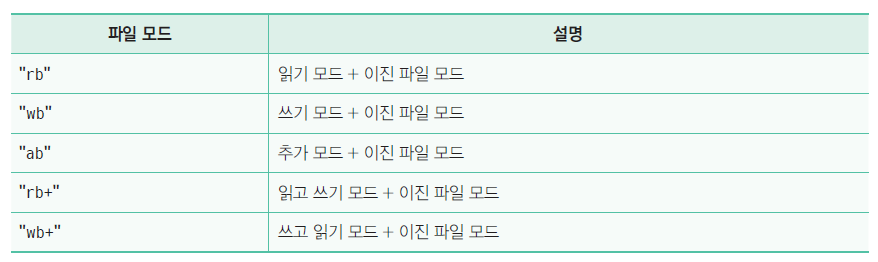 파일 모드 설명
"rb" 읽기 모드 + 이진 파일 모드
"wb" 쓰기 모드 + 이진 파일 모드
"ab" 추가 모드 + 이진 파일 모드
"rb+" 읽고 쓰기 모드 + 이진 파일 모드
"wb+" 쓰고 읽기 모드 + 이진 파일 모드